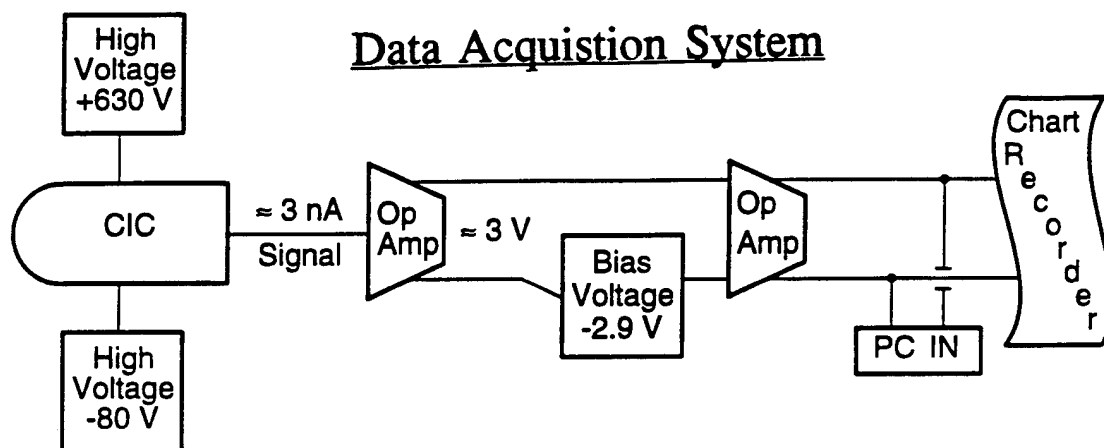 Data Acquistion System
High
Voltage
+630 V
CIC
≈ 3 nA
Signal
High
Voltage
-80 V
Op
Amp
≈ 3 V
Bias
Voltage
-2.9 V
Op
Amp
PC IN
Chart
Recorder